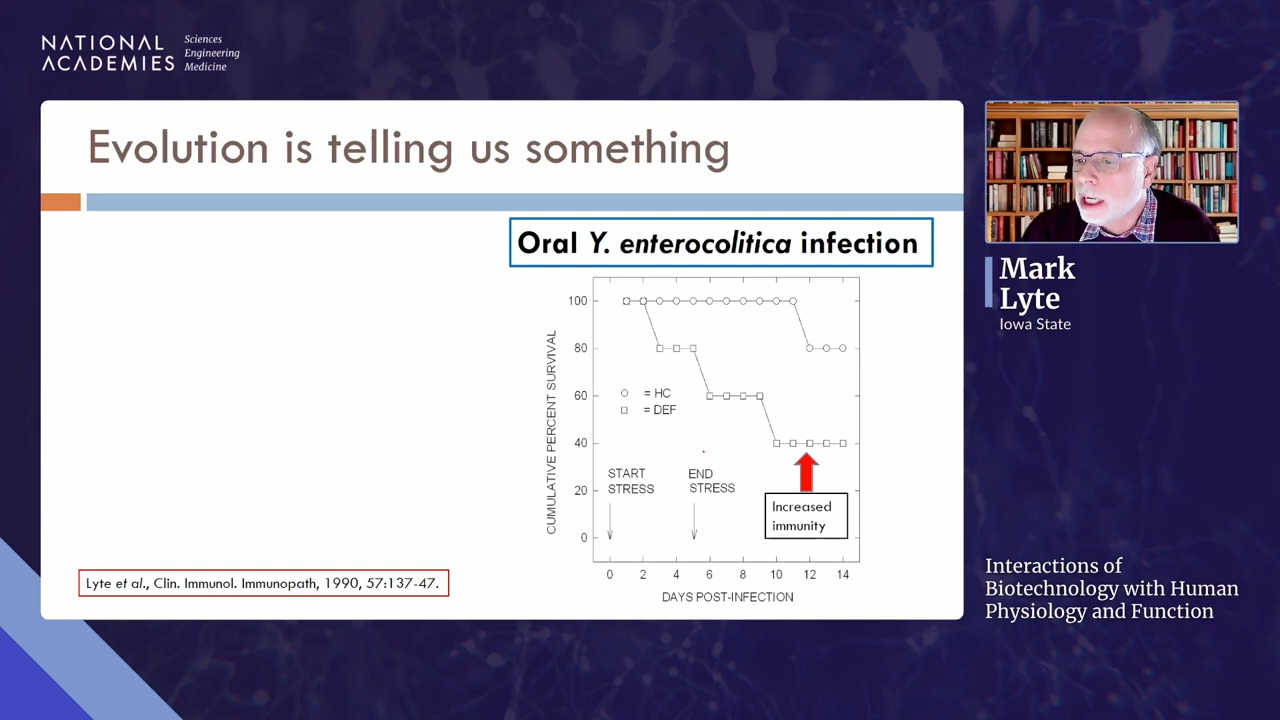 NATIONAL
ACADEMIES
Sciences
Engineering
Medicine
Evolution is telling us something
Oral Y. enterocolitica infection
CUMULATIVE PERCENT SURVIVAL
100
80
60
40
20
0
○ = HC
□ = DEF
START
STRESS
END
STRESS
Increased
immunity
0 2 4 6 8 10 12 14
DAYS POST-INFECTION
Lyte et al., Clin. Immunol. Immunopath, 1990, 57:137-47.
Mark
Lyte
Iowa State
Interactions of
Biotechnology with Human
Physiology and Function